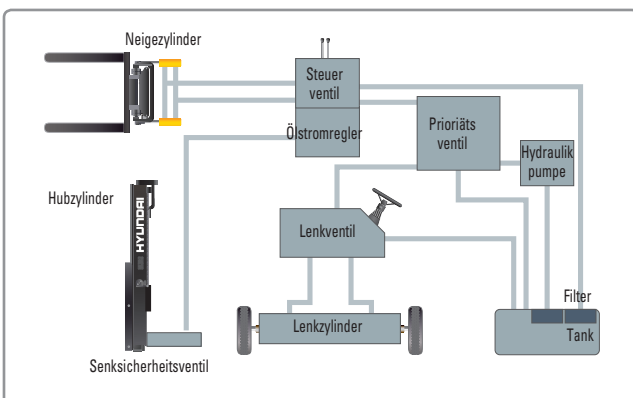 Neigezylinder
Steuer
ventil
Ölstromregler
Prioriäts
ventil
Hydraulik
pumpe
Hubzylinder
HYUNDAI
Lenkventil
Filter
Lenkzylinder
Tank
Senksicherheitsventil